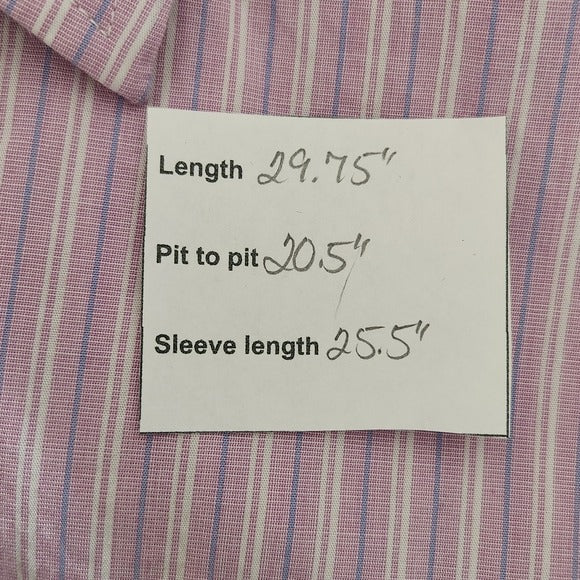 Length 29.75"
Pit to pit 20.5"
Sleeve length 25.5"